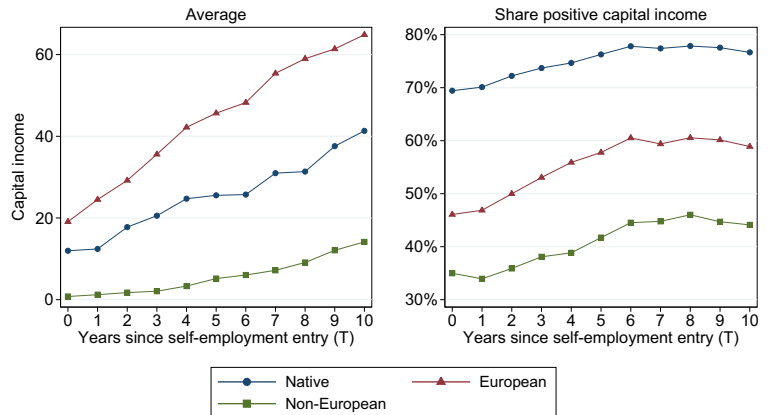 Average
Share positive capital income
Capital income
60
40
20
0
0 1 2 3 4 5 6 7 8 9 10
Years since self-employment entry (T)
80%
70%
60%
50%
40%
30%
0 1 2 3 4 5 6 7 8 9 10
Years since self-employment entry (T)
Native
European
Non-European